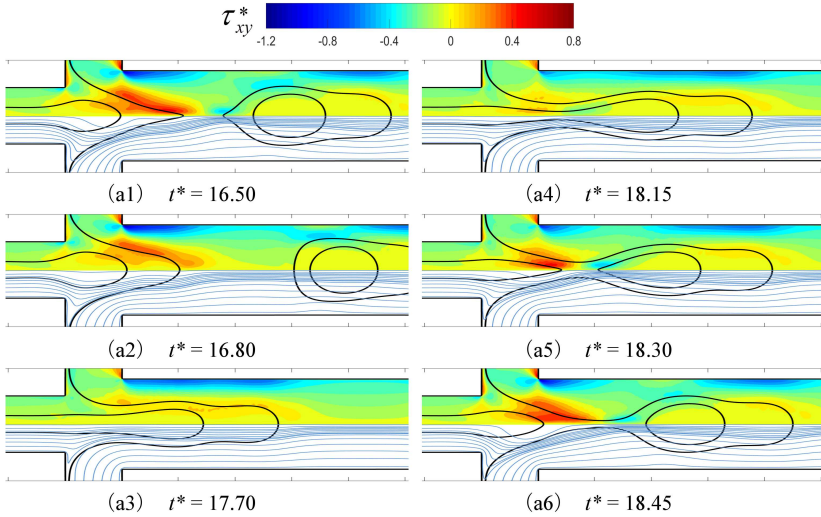 τ*xy
-1.2 -0.8 -0.4 0 0.4 0.8
(a1) t* = 16.50
(a4) t* = 18.15
(a2) t* = 16.80
(a5) t* = 18.30
(a3) t* = 17.70
(a6) t* = 18.45